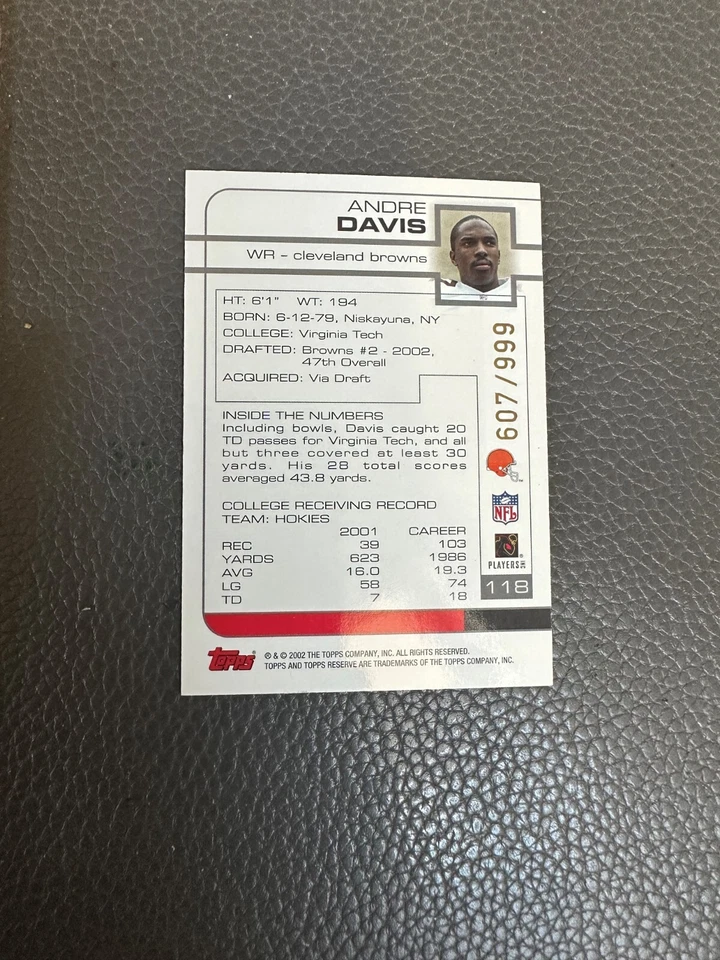 ANDRE
DAVIS
WR - cleveland browns
HT: 6'1" WT: 194
BORN: 6-12-79, Niskayuna, NY
COLLEGE: Virginia Tech
DRAFTED: Browns #2 - 2002,
47th Overall
ACQUIRED: Via Draft
609/999
INSIDE THE NUMBERS
Including bowls, Davis caught 20
TD passes for Virginia Tech, and all
but three covered at least 30
yards. His 28 total scores
averaged 43.8 yards.
COLLEGE RECEIVING RECORD
TEAM: HOKIES
2001 CAREER
REC 39 103
YARDS 623 1986
AVG 16.0 19.3
LG 58 74
TD 7 18
NFL
PLAYERS INC
118
Topps
® & © 2002 THE TOPPS COMPANY, INC. ALL RIGHTS RESERVED.
TOPPS AND TOPPS RESERVE ARE TRADEMARKS OF THE TOPPS COMPANY, INC.